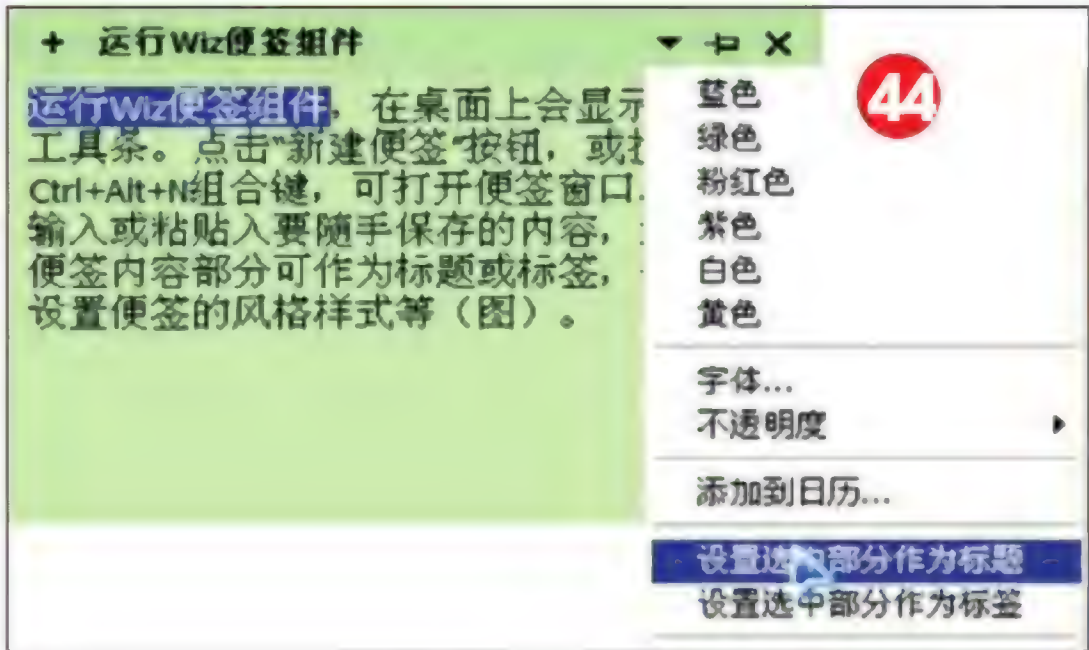 + 运行Wiz便签组件
运行Wiz便签组件，在桌面上会显示
工具条。点击“新建便签”按钮，或
Ctrl+Alt+N组合键，可打开便签窗口
输入或粘贴入要随手保存的内容，
便签内容部分可作为标题或标签，
设置便签的风格样式等（图）。
44
蓝色
绿色
粉红色
紫色
白色
黄色
字体...
不透明度
添加到日历...
设置选中部分作为标题
设置选中部分作为标签